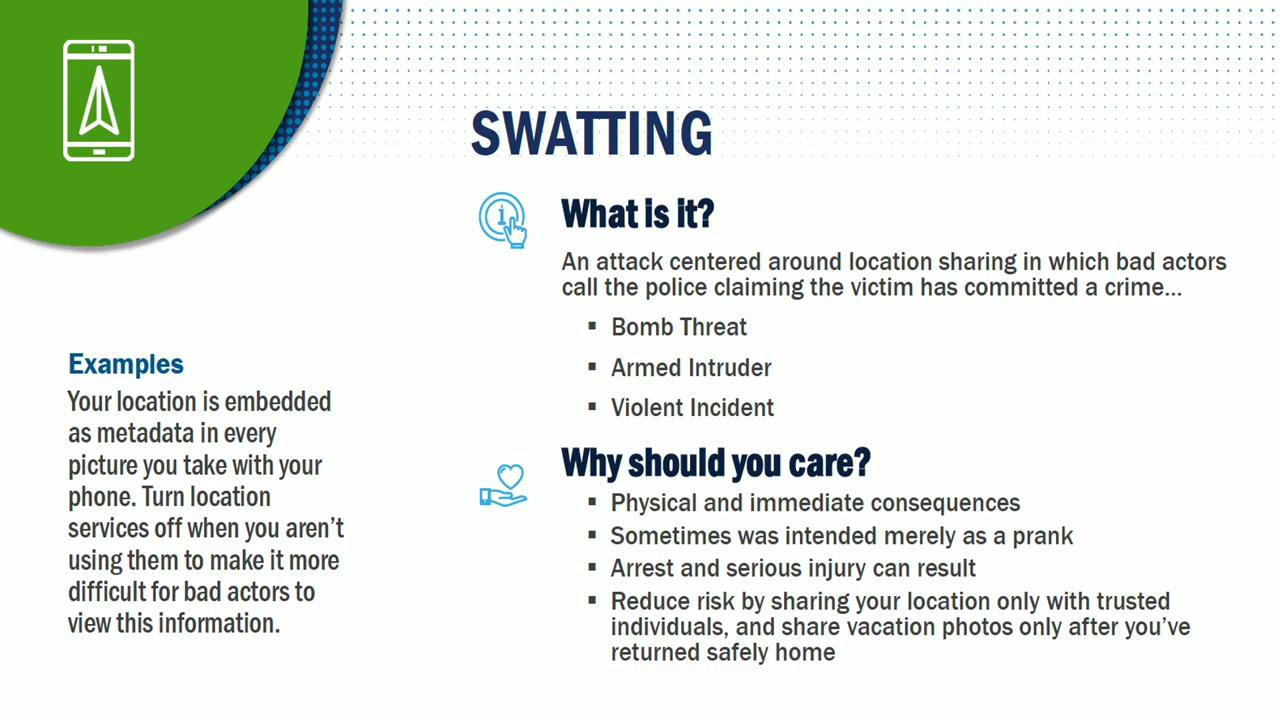 SWATTING
What is it?
An attack centered around location sharing in which bad actors
call the police claiming the victim has committed a crime...
▪ Bomb Threat
▪ Armed Intruder
▪ Violent Incident
Why should you care?
▪ Physical and immediate consequences
▪ Sometimes was intended merely as a prank
▪ Arrest and serious injury can result
▪ Reduce risk by sharing your location only with trusted
individuals, and share vacation photos only after you've
returned safely home
Examples
Your location is embedded
as metadata in every
picture you take with your
phone. Turn location
services off when you aren't
using them to make it more
difficult for bad actors to
view this information.